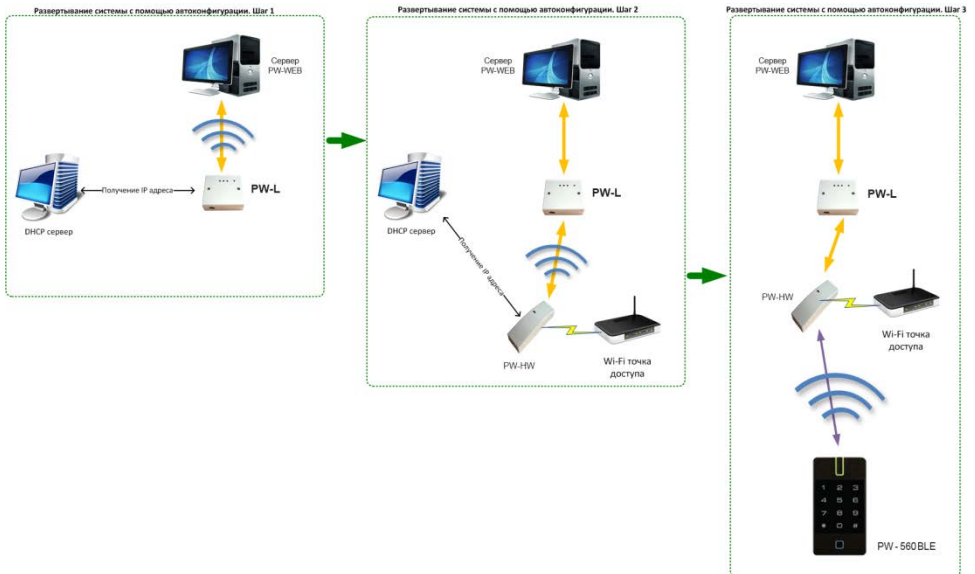 Развертывание системы с помощью автоконфигурации. Шаг 1
Сервер
PW-WEB
Получение IP адреса
PW-L
DHCP сервер
Развертывание системы с помощью автоконфигурации. Шаг 2
Сервер
PW-WEB
PW-L
DHCP сервер
Получение IP адреса
PW-HW
Wi-Fi точка
доступа
Развертывание системы с помощью автоконфигурации. Шаг 3
Сервер
PW-WEB
PW-L
PW-HW
Wi-Fi точка
доступа
1 2 3
4 5 6
7 8 9
* 0 #
PW - 560BLE